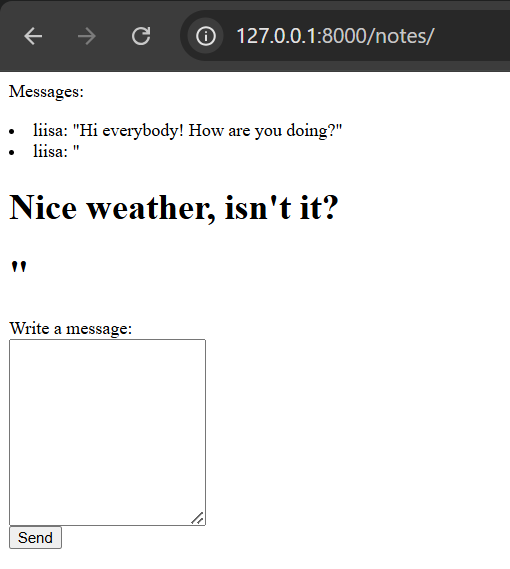 127.0.0.1:8000/notes/
Messages:
• liisa: "Hi everybody! How are you doing?"
• liisa: "
Nice weather, isn't it?
"
Write a message:
Send